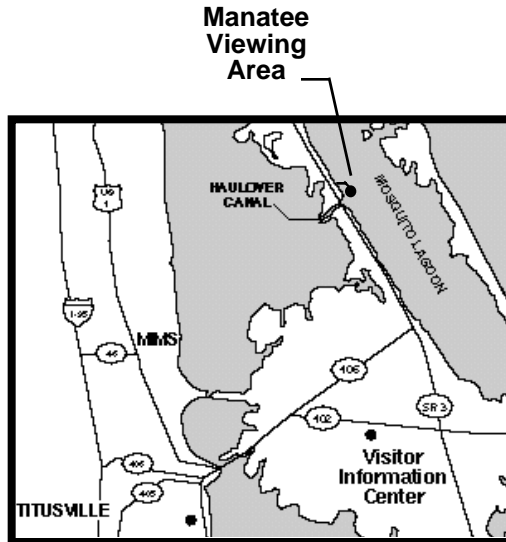 Manatee
Viewing
Area
HAULOVER
CANAL
MOSQUITO LAGOON
US
1
I-95
MIMS
46
406
402
SR 3
Visitor
Information
Center
406
405
TITUSVILLE